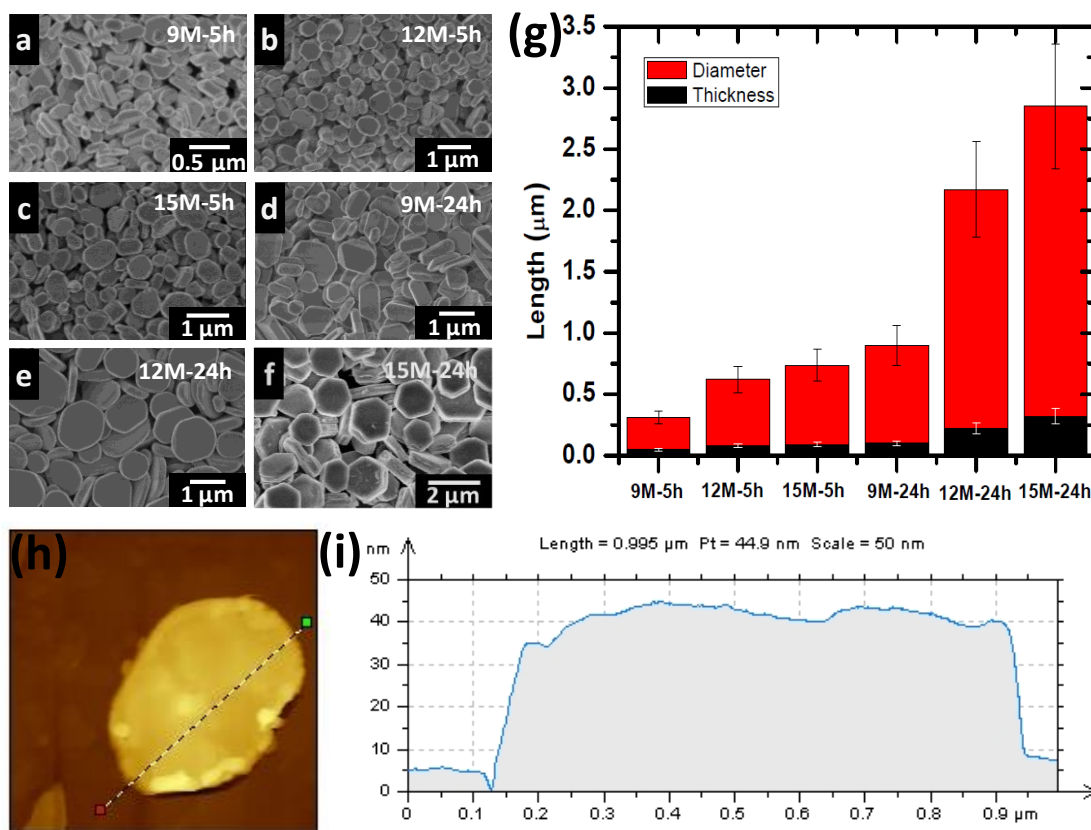 a
9M-5h
0.5 µm
b
12M-5h
1 µm
c
15M-5h
1 µm
d
9M-24h
1 µm
e
12M-24h
1 µm
f
15M-24h
2 µm
(g)
Diameter
Thickness
Length (µm)
3.5
3.0
2.5
2.0
1.5
1.0
0.5
0.0
9M-5h 12M-5h 15M-5h 9M-24h 12M-24h 15M-24h
(h)
(i)
Length = 0.995 µm Pt = 44.9 nm Scale = 50 nm
nm
50
40
30
20
10
0
0 0.1 0.2 0.3 0.4 0.5 0.6 0.7 0.8 0.9 µm